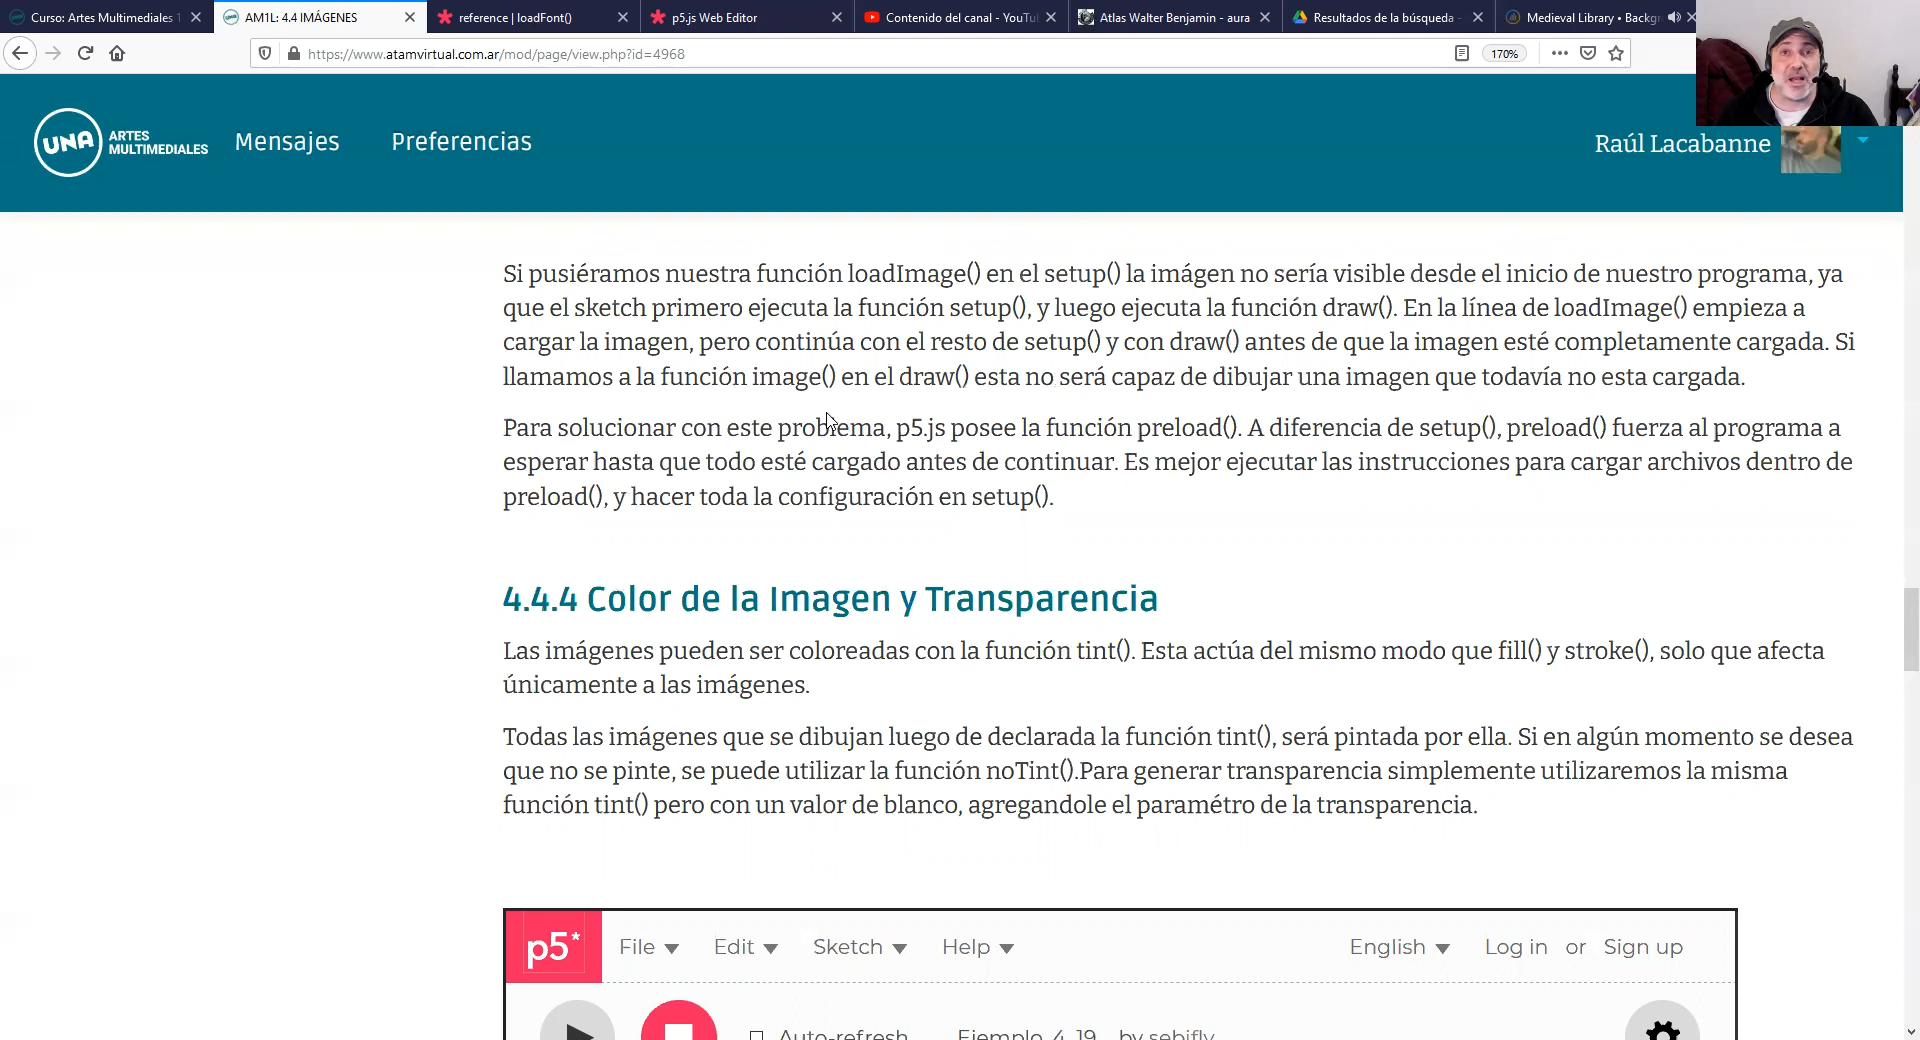 Curso: Artes Multimediales 1
AM1L: 4.4 IMÁGENES
reference | loadFont()
p5.js Web Editor
Contenido del canal - YouTu
Atlas Walter Benjamin - aura
Resultados de la búsqueda -
Medieval Library • Backgr
https://www.atamvirtual.com.ar/mod/page/view.php?id=4968
170%
UNA ARTES
MULTIMEDIALES
Mensajes
Preferencias
Raúl Lacabanne
Si pusiéramos nuestra función loadImage() en el setup() la imágen no sería visible desde el inicio de nuestro programa, ya
que el sketch primero ejecuta la función setup(), y luego ejecuta la función draw(). En la línea de loadImage() empieza a
cargar la imagen, pero continúa con el resto de setup() y con draw() antes de que la imagen esté completamente cargada. Si
llamamos a la función image() en el draw() esta no será capaz de dibujar una imagen que todavía no esta cargada.
Para solucionar con este problema, p5.js posee la función preload(). A diferencia de setup(), preload() fuerza al programa a
esperar hasta que todo esté cargado antes de continuar. Es mejor ejecutar las instrucciones para cargar archivos dentro de
preload(), y hacer toda la configuración en setup().
4.4.4 Color de la Imagen y Transparencia
Las imágenes pueden ser coloreadas con la función tint(). Esta actúa del mismo modo que fill() y stroke(), solo que afecta
únicamente a las imágenes.
Todas las imágenes que se dibujan luego de declarada la función tint(), será pintada por ella. Si en algún momento se desea
que no se pinte, se puede utilizar la función noTint().Para generar transparencia simplemente utilizaremos la misma
función tint() pero con un valor de blanco, agregandole el paramétro de la transparencia.
p5* File Edit Sketch Help English Log in or Sign up
Auto-refresh Ejemplo_4_19 by sebifly